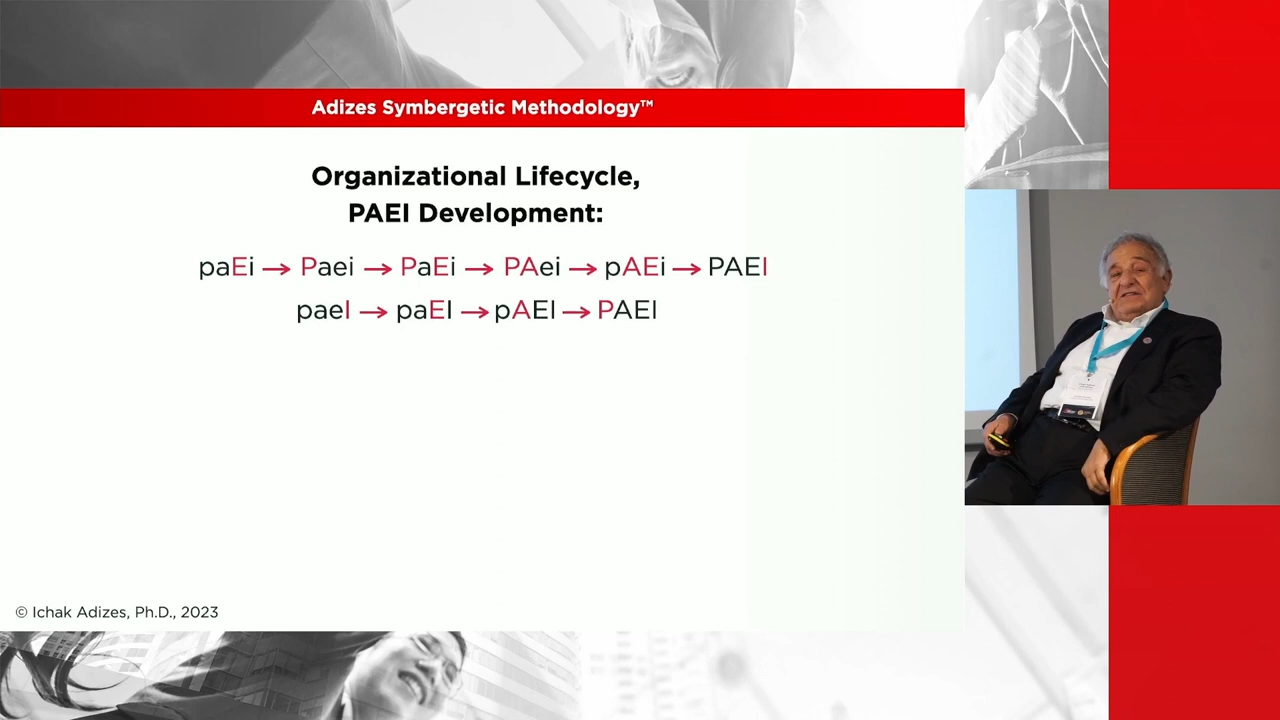 Adizes Symbergetic Methodology™
Organizational Lifecycle,
PAEI Development:
paEi → Paei → PaEi → PAei → pAEi → PAEI
paeI → paEI → pAEI → PAEI
© Ichak Adizes, Ph.D., 2023